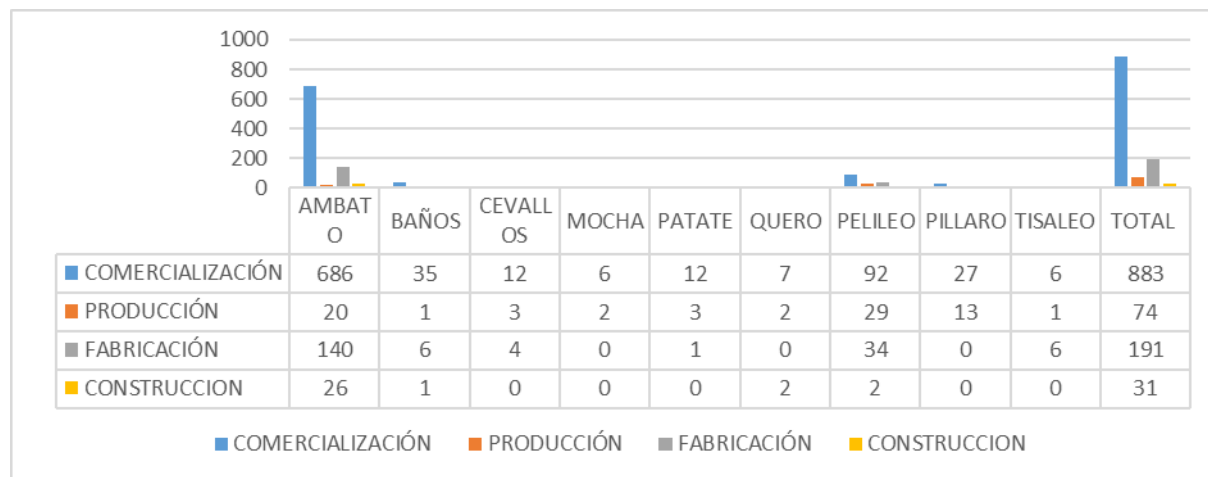 1000
800
600
400
200
0
AMBAT
O BAÑOS CEVALL
OS MOCHA PATATE QUERO PELILEO PILLARO TISALEO TOTAL
COMERCIALIZACIÓN 686 35 12 6 12 7 92 27 6 883
PRODUCCIÓN 20 1 3 2 3 2 29 13 1 74
FABRICACIÓN 140 6 4 0 1 0 34 0 6 191
CONSTRUCCION 26 1 0 0 0 2 2 0 0 31
COMERCIALIZACIÓN PRODUCCIÓN FABRICACIÓN CONSTRUCCION